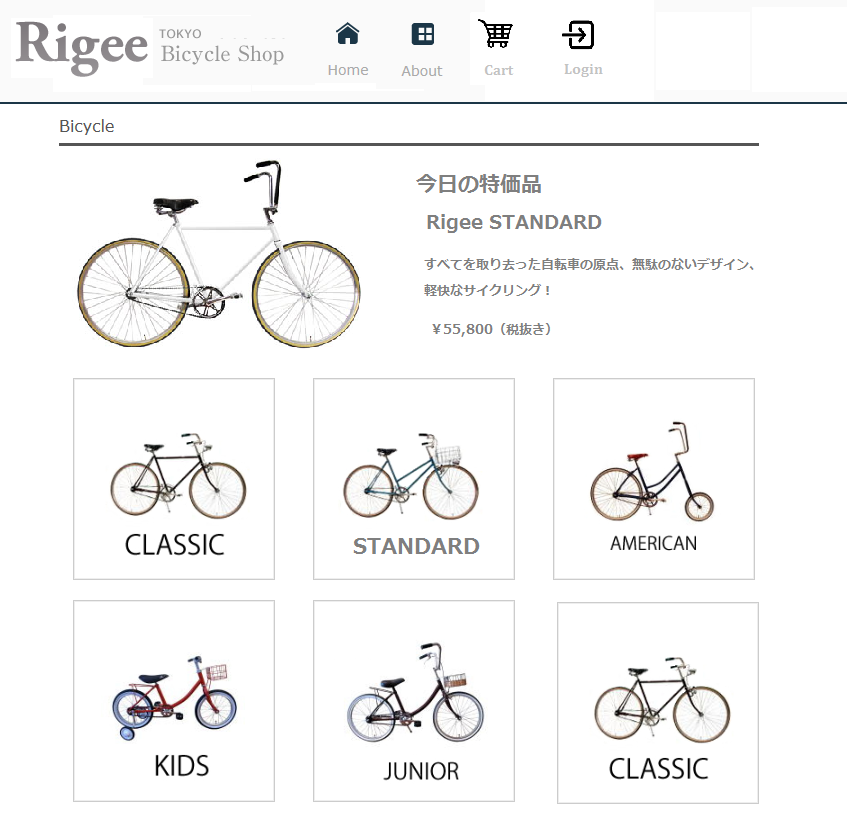 Rigee
TOKYO
Bicycle Shop
Home
About
Cart
Login
Bicycle
今日の特価品
Rigee STANDARD
すべてを取り去った自転車の原点、無駄のないデザイン、
軽快なサイクリング！
￥55,800（税抜き）
CLASSIC
STANDARD
AMERICAN
KIDS
JUNIOR
CLASSIC